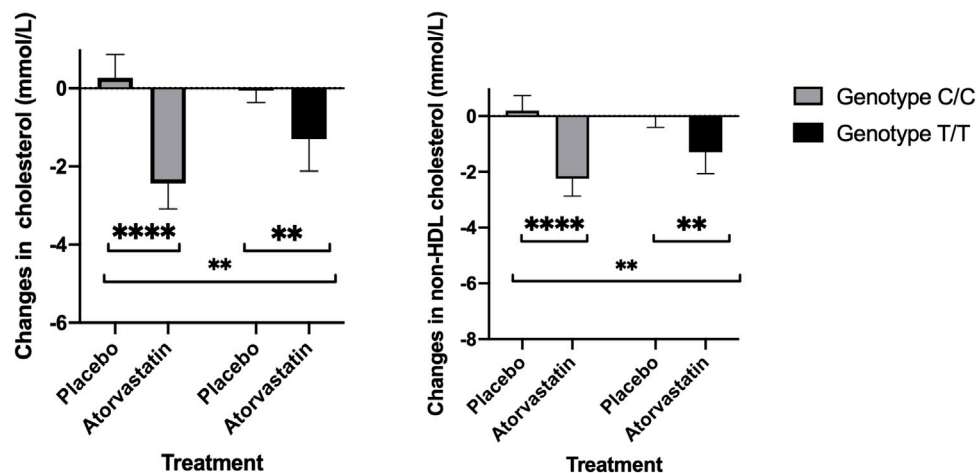 Changes in cholesterol (mmol/L)
0
-2
-4
-6
****
**
**
Placebo
Atorvastatin
Placebo
Atorvastatin
Treatment
Changes in non-HDL cholesterol (mmol/L)
0
-2
-4
-6
-8
****
**
**
Placebo
Atorvastatin
Placebo
Atorvastatin
Treatment
Genotype C/C
Genotype T/T